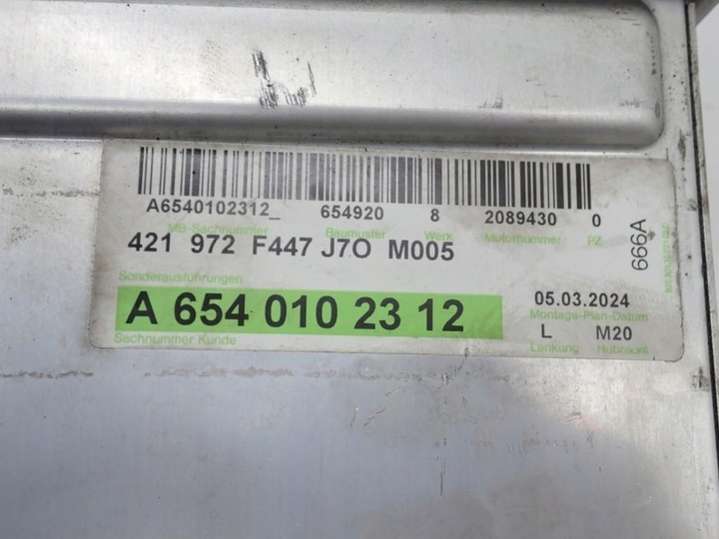 A6540102312_ 654920 8 2089430 0
MB-Sachnummer Baumuster Werk Motornummer PZ
421 972 F447 J7O M005
Sonderausführungen
A 654 010 23 12
Sachnummer Kunde
05.03.2024
Montage-Plan-Datum
L M20
Lenkung Hubraum
666A